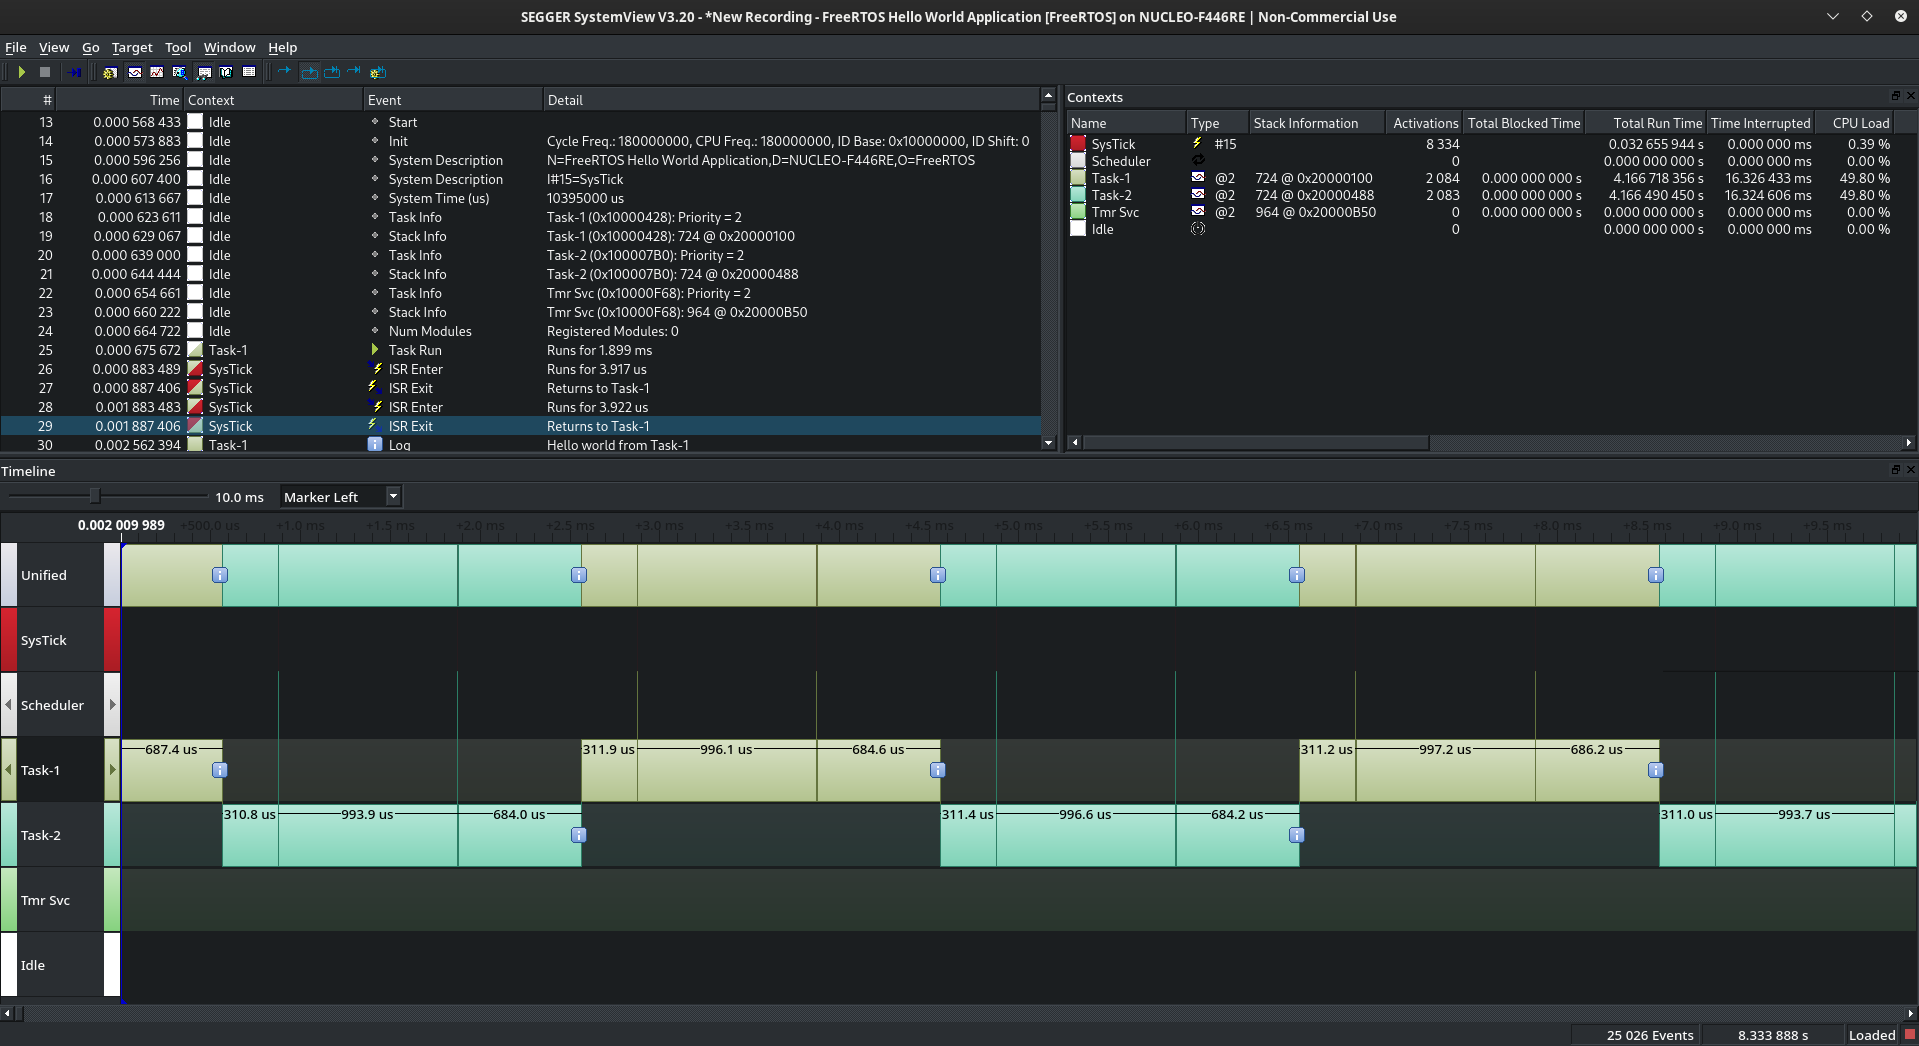 SEGGER SystemView V3.20 - *New Recording - FreeRTOS Hello World Application [FreeRTOS] on NUCLEO-F446RE | Non-Commercial Use
File View Go Target Tool Window Help
# Time Context Event Detail
13 0.000 568 433 Idle Start
14 0.000 573 883 Idle Init Cycle Freq.: 180000000, CPU Freq.: 180000000, ID Base: 0x10000000, ID Shift: 0
15 0.000 596 256 Idle System Description N=FreeRTOS Hello World Application,D=NUCLEO-F446RE,O=FreeRTOS
16 0.000 607 400 Idle System Description I#15=SysTick
17 0.000 613 667 Idle System Time (us) 10395000 us
18 0.000 623 611 Idle Task Info Task-1 (0x10000428): Priority = 2
19 0.000 629 067 Idle Stack Info Task-1 (0x10000428): 724 @ 0x20000100
20 0.000 639 000 Idle Task Info Task-2 (0x100007B0): Priority = 2
21 0.000 644 444 Idle Stack Info Task-2 (0x100007B0): 724 @ 0x20000488
22 0.000 654 661 Idle Task Info Tmr Svc (0x10000F68): Priority = 2
23 0.000 660 222 Idle Stack Info Tmr Svc (0x10000F68): 964 @ 0x20000B50
24 0.000 664 722 Idle Num Modules Registered Modules: 0
25 0.000 675 672 Task-1 Task Run Runs for 1.899 ms
26 0.000 883 489 SysTick ISR Enter Runs for 3.917 us
27 0.000 887 406 SysTick ISR Exit Returns to Task-1
28 0.001 883 483 SysTick ISR Enter Runs for 3.922 us
29 0.001 887 406 SysTick ISR Exit Returns to Task-1
30 0.002 562 394 Task-1 Log Hello world from Task-1
Contexts
Name Type Stack Information Activations Total Blocked Time Total Run Time Time Interrupted CPU Load
SysTick #15 8 334 0.032 655 944 s 0.000 000 ms 0.39 %
Scheduler 0 0.000 000 000 s 0.000 000 ms 0.00 %
Task-1 @2 724 @ 0x20000100 2 084 0.000 000 000 s 4.166 718 356 s 16.326 433 ms 49.80 %
Task-2 @2 724 @ 0x20000488 2 083 0.000 000 000 s 4.166 490 450 s 16.324 606 ms 49.80 %
Tmr Svc @2 964 @ 0x20000B50 0 0.000 000 000 s 0.000 000 000 s 0.000 000 ms 0.00 %
Idle 0 0.000 000 000 s 0.000 000 ms 0.00 %
Timeline
10.0 ms Marker Left
0.002 009 989 +500.0 us +1.0 ms +1.5 ms +2.0 ms +2.5 ms +3.0 ms +3.5 ms +4.0 ms +4.5 ms +5.0 ms +5.5 ms +6.0 ms +6.5 ms +7.0 ms +7.5 ms +8.0 ms +8.5 ms +9.0 ms +9.5 ms
Unified
SysTick
Scheduler
Task-1 687.4 us 311.9 us 996.1 us 684.6 us 311.2 us 997.2 us 686.2 us
Task-2 310.8 us 993.9 us 684.0 us 311.4 us 996.6 us 684.2 us 311.0 us 993.7 us
Tmr Svc
Idle
25 026 Events 8.333 888 s Loaded